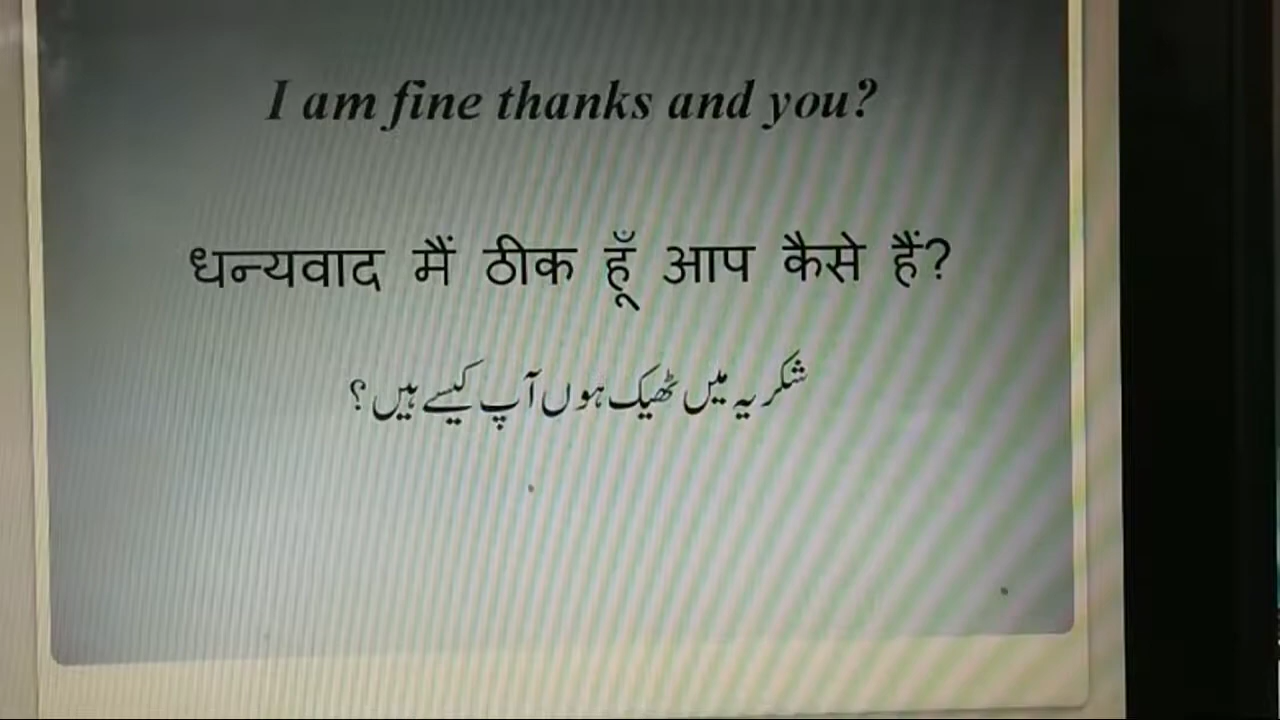 I am fine thanks and you?
धन्यवाद मैं ठीक हूँ आप कैसे हैं?
شکریہ میں ٹھیک ہوں آپ کیسے ہیں؟